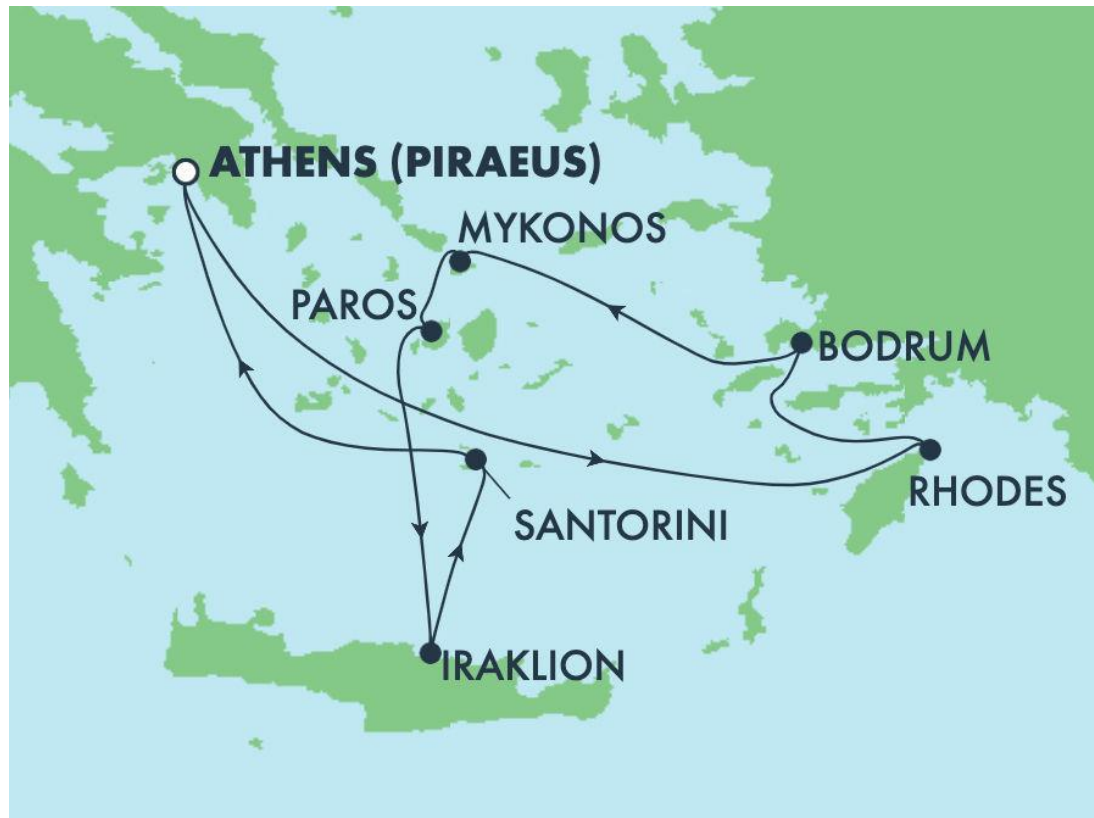 ATHENS (PIRAEUS)
MYKONOS
PAROS
BODRUM
RHODES
SANTORINI
IRAKLION